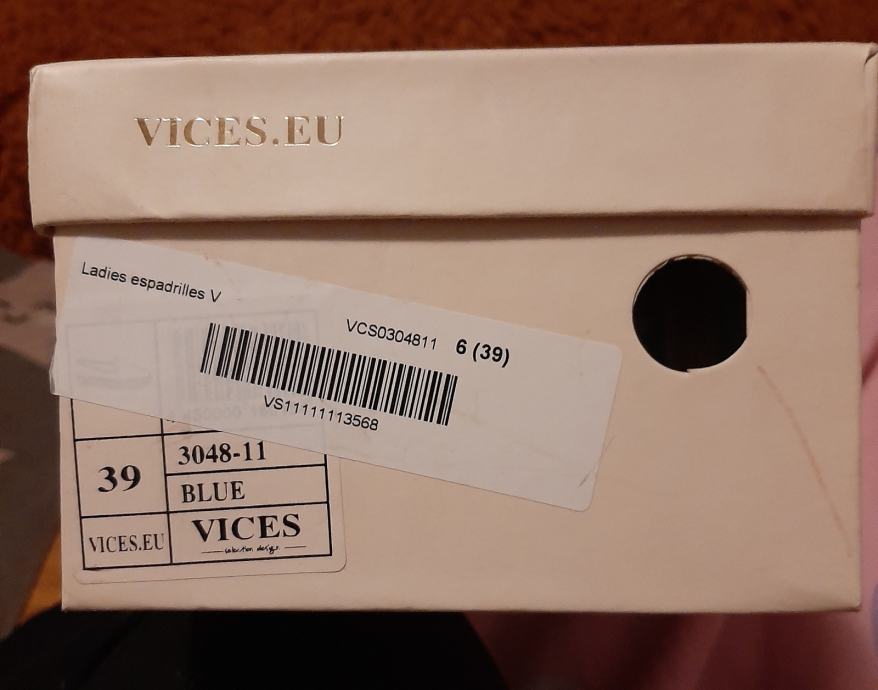 VICES.EU
Ladies espadrilles V
VCS0304811 6 (39)
VS11111113568
39
3048-11
BLUE
VICES.EU
VICES